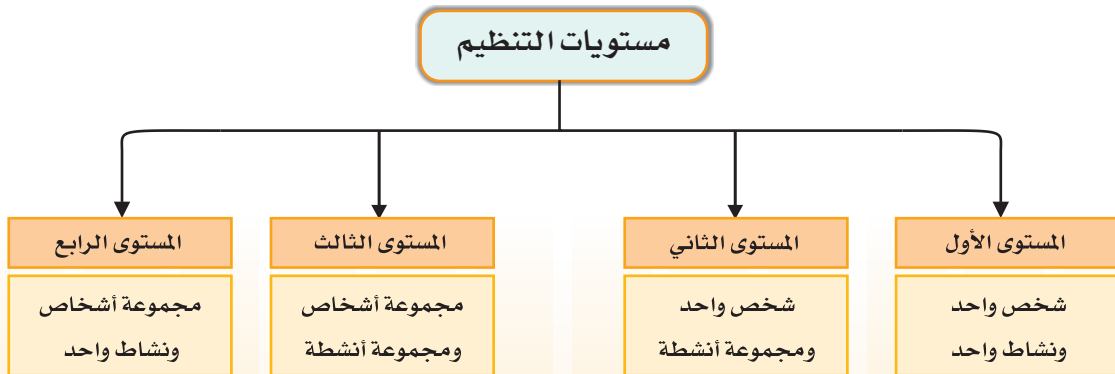 مستويات التنظيم
المستوى الأول
شخص واحد
ونشاط واحد
المستوى الثاني
شخص واحد
ومجموعة أنشطة
المستوى الثالث
مجموعة أشخاص
ومجموعة أنشطة
المستوى الرابع
مجموعة أشخاص
ونشاط واحد